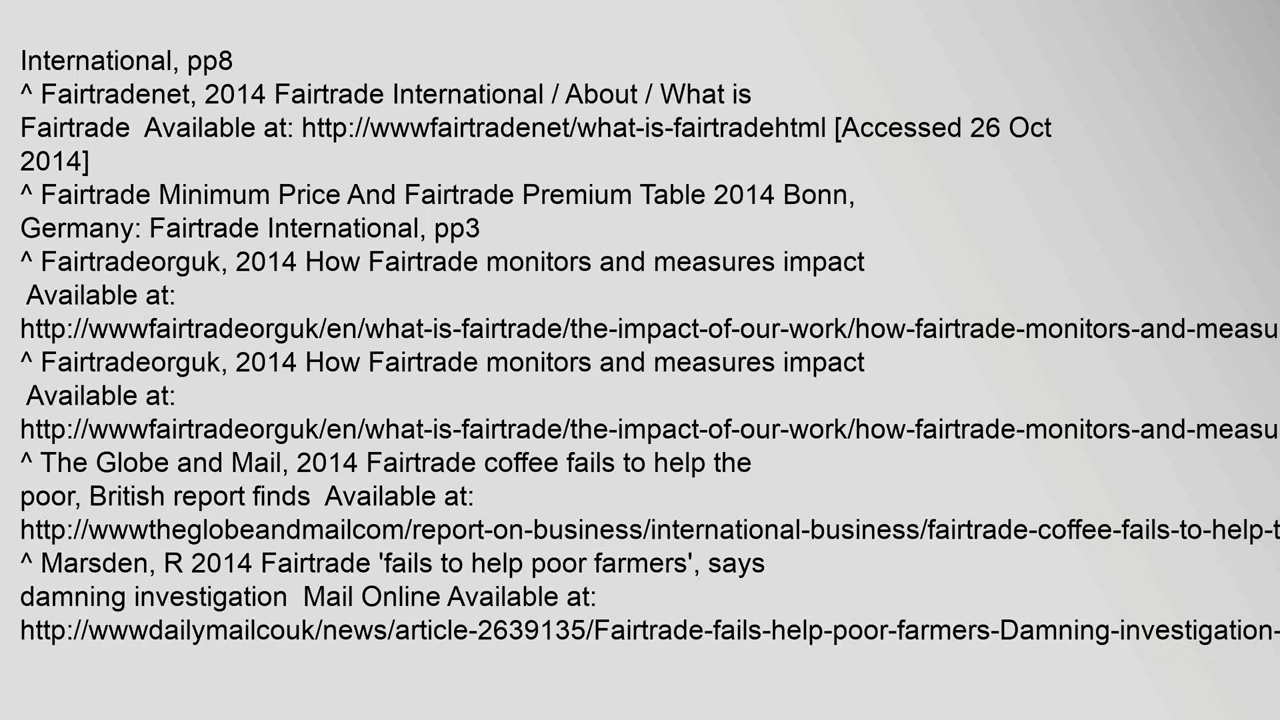 International, pp8
^ Fairtradenet, 2014 Fairtrade International / About / What is
Fairtrade  Available at: http://wwwfairtradenet/what-is-fairtradehtml [Accessed 26 Oct
2014]
^ Fairtrade Minimum Price And Fairtrade Premium Table 2014 Bonn,
Germany: Fairtrade International, pp3
^ Fairtradeorguk, 2014 How Fairtrade monitors and measures impact
Available at:
http://wwwfairtradeorguk/en/what-is-fairtrade/the-impact-of-our-work/how-fairtrade-monitors-and-measu
^ Fairtradeorguk, 2014 How Fairtrade monitors and measures impact
Available at:
http://wwwfairtradeorguk/en/what-is-fairtrade/the-impact-of-our-work/how-fairtrade-monitors-and-measu
^ The Globe and Mail, 2014 Fairtrade coffee fails to help the
poor, British report finds  Available at:
http://wwwtheglobeandmailcom/report-on-business/international-business/fairtrade-coffee-fails-to-help-t
^ Marsden, R 2014 Fairtrade 'fails to help poor farmers', says
damning investigation  Mail Online Available at:
http://wwwdailymailcouk/news/article-2639135/Fairtrade-fails-help-poor-farmers-Damning-investigation-